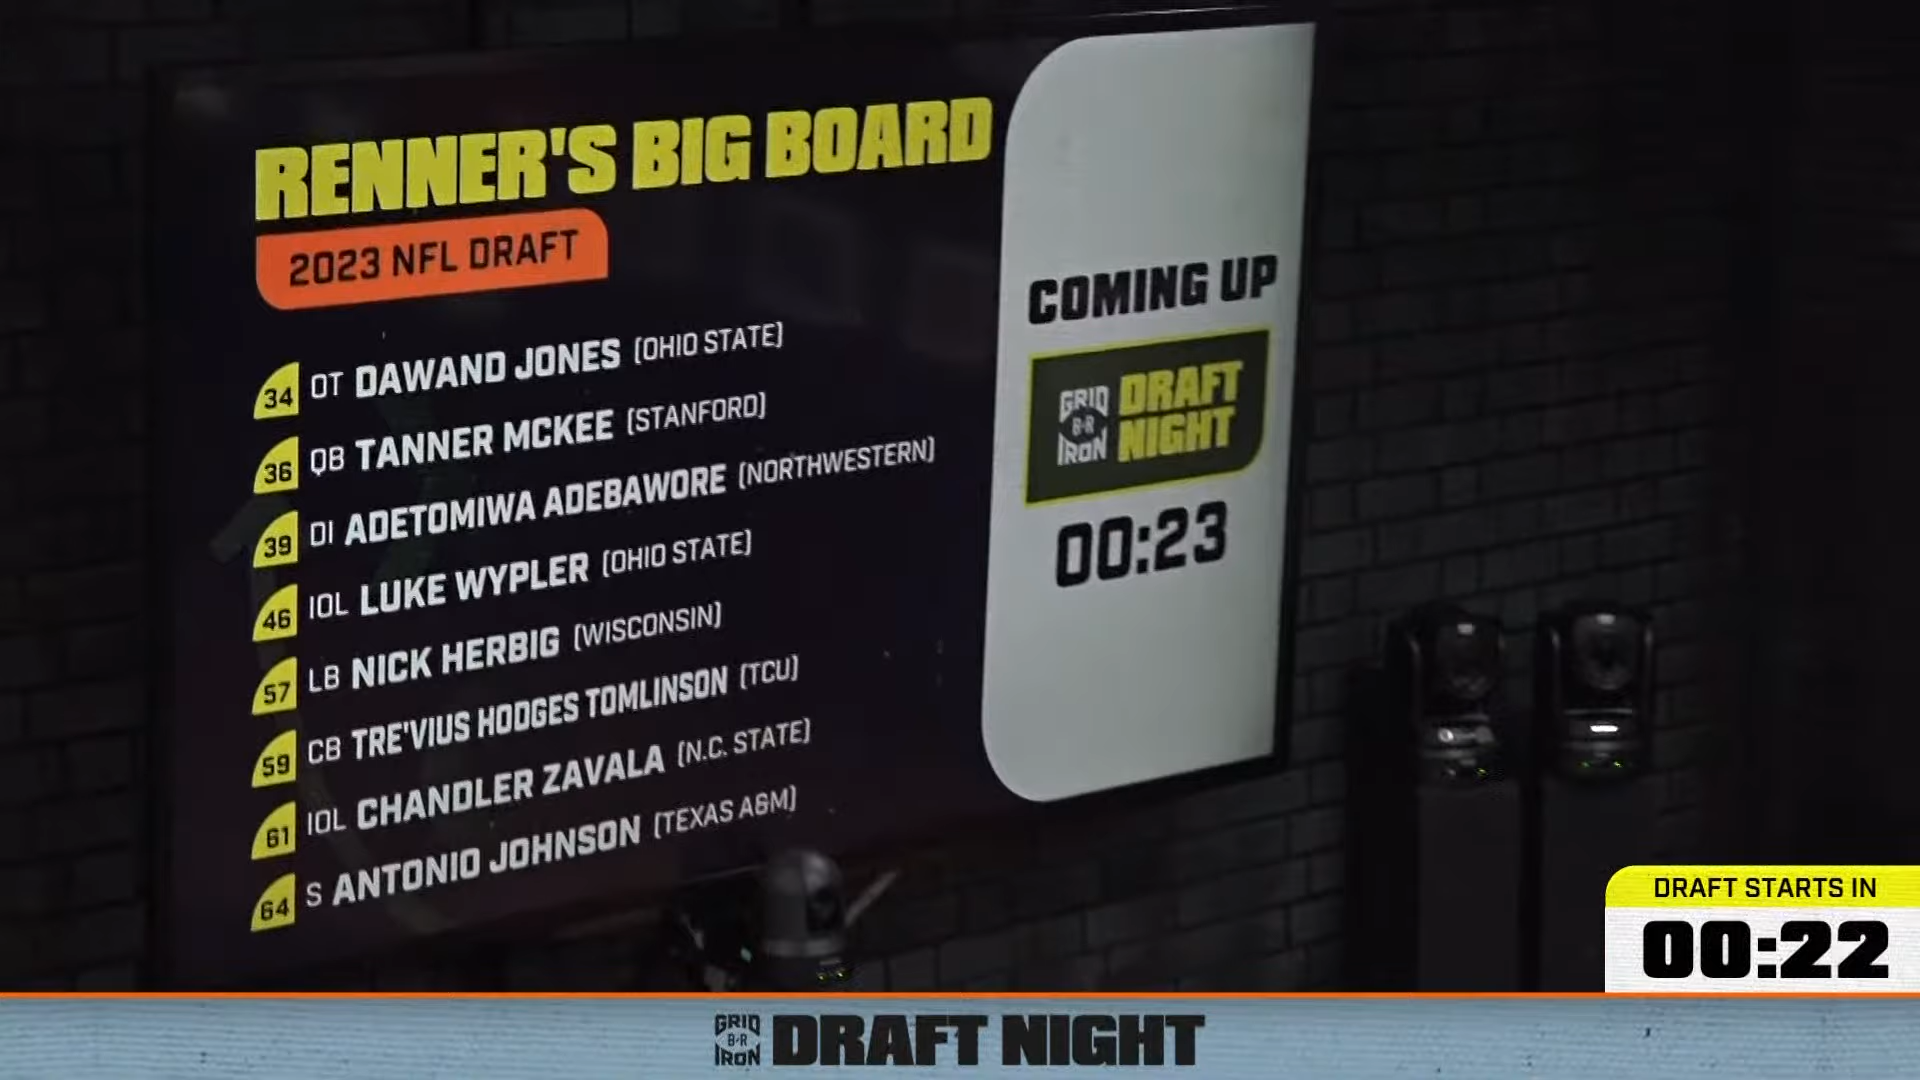 RENNER'S BIG BOARD
2023 NFL DRAFT
34 OT DAWAND JONES (OHIO STATE)
36 QB TANNER MCKEE (STANFORD)
39 DI ADETOMIWA ADEBAWORE (NORTHWESTERN)
46 IOL LUKE WYPLER (OHIO STATE)
57 LB NICK HERBIG (WISCONSIN)
59 CB TRE'VIUS HODGES TOMLINSON (TCU)
61 IOL CHANDLER ZAVALA (N.C. STATE)
64 S ANTONIO JOHNSON (TEXAS A&M)
COMING UP
GRID
B·R
IRON
DRAFT
NIGHT
00:23
DRAFT STARTS IN
00:22
GRID
B·R
IRON
DRAFT NIGHT